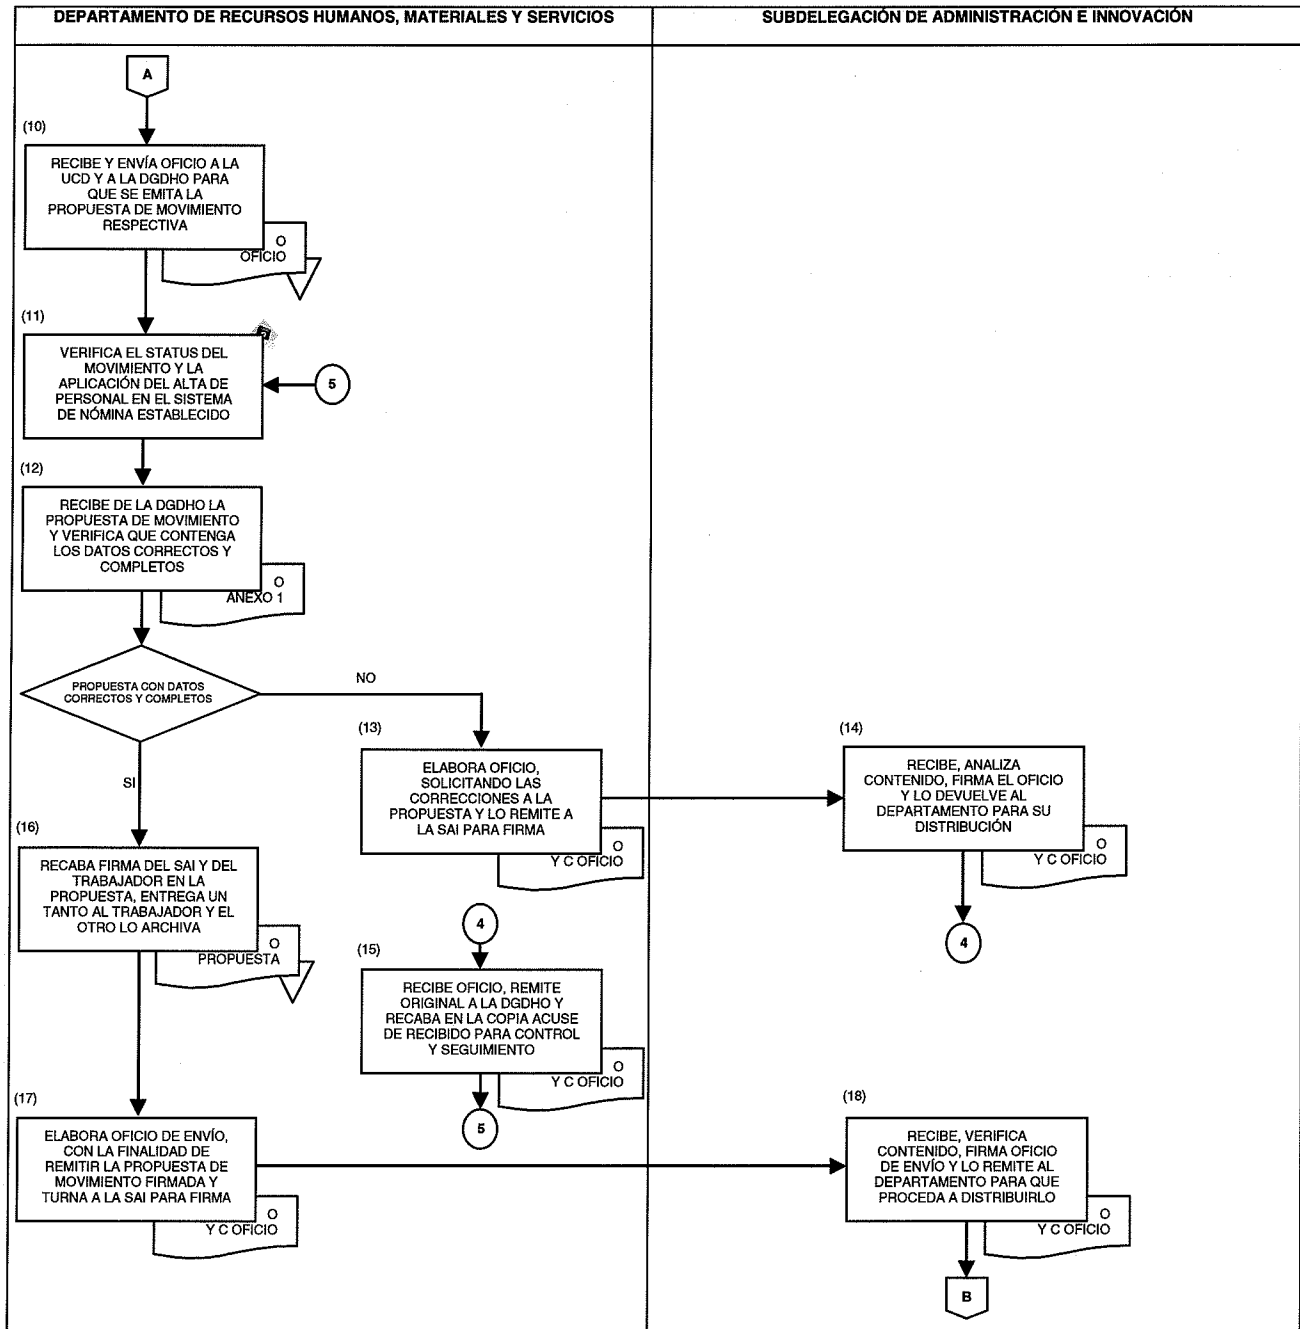 DEPARTAMENTO DE RECURSOS HUMANOS, MATERIALES Y SERVICIOS
SUBDELEGACIÓN DE ADMINISTRACIÓN E INNOVACIÓN
A
(10)
RECIBE Y ENVÍA OFICIO A LA
UCD Y A LA DGDHO PARA
QUE SE EMITA LA
PROPUESTA DE MOVIMIENTO
RESPECTIVA
O
OFICIO
(11)
VERIFICA EL STATUS DEL
MOVIMIENTO Y LA
APLICACIÓN DEL ALTA DE
PERSONAL EN EL SISTEMA
DE NÓMINA ESTABLECIDO
5
(12)
RECIBE DE LA DGDHO LA
PROPUESTA DE MOVIMIENTO
Y VERIFICA QUE CONTENGA
LOS DATOS CORRECTOS Y
COMPLETOS
O
ANEXO 1
PROPUESTA CON DATOS
CORRECTOS Y COMPLETOS
NO
SI
(13)
ELABORA OFICIO,
SOLICITANDO LAS
CORRECCIONES A LA
PROPUESTA Y LO REMITE A
LA SAI PARA FIRMA
O
Y C OFICIO
(14)
RECIBE, ANALIZA
CONTENIDO, FIRMA EL OFICIO
Y LO DEVUELVE AL
DEPARTAMENTO PARA SU
DISTRIBUCIÓN
O
Y C OFICIO
4
(16)
RECABA FIRMA DEL SAI Y DEL
TRABAJADOR EN LA
PROPUESTA, ENTREGA UN
TANTO AL TRABAJADOR Y EL
OTRO LO ARCHIVA
O
PROPUESTA
4
(15)
RECIBE OFICIO, REMITE
ORIGINAL A LA DGDHO Y
RECABA EN LA COPIA ACUSE
DE RECIBIDO PARA CONTROL
Y SEGUIMIENTO
O
Y C OFICIO
5
(17)
ELABORA OFICIO DE ENVÍO,
CON LA FINALIDAD DE
REMITIR LA PROPUESTA DE
MOVIMIENTO FIRMADA Y
TURNA A LA SAI PARA FIRMA
O
Y C OFICIO
(18)
RECIBE, VERIFICA
CONTENIDO, FIRMA OFICIO
DE ENVÍO Y LO REMITE AL
DEPARTAMENTO PARA QUE
PROCEDA A DISTRIBUIRLO
O
Y C OFICIO
B